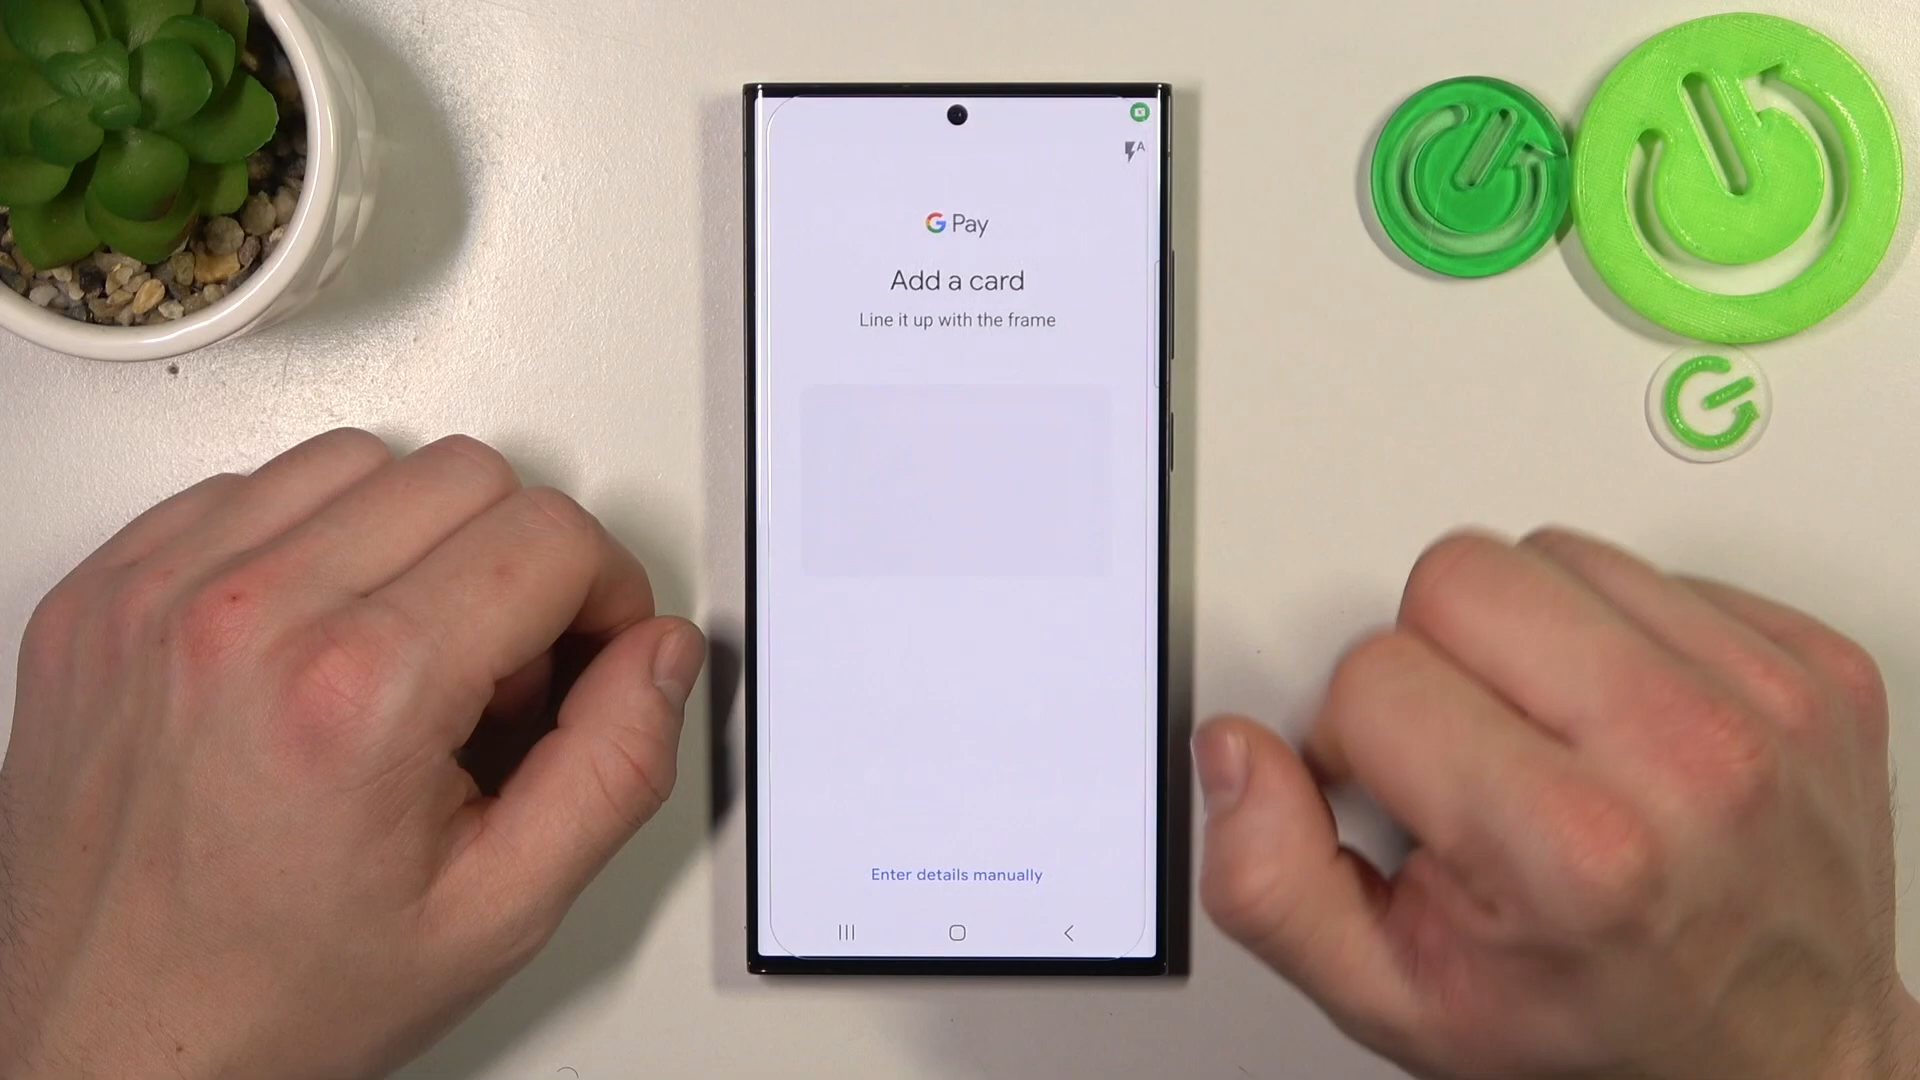 A
G Pay
Add a card
Line it up with the frame
Enter details manually